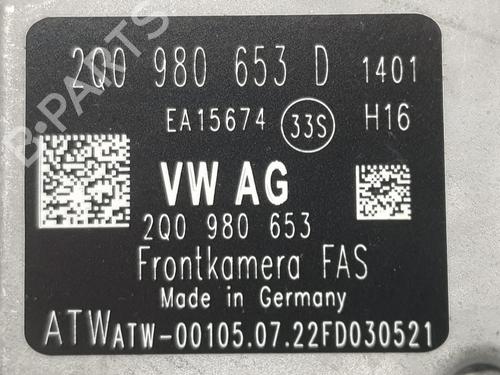 2Q0 980 653 D 1401
EA15674 33S H16
VW AG
2Q0 980 653
Frontkamera FAS
Made in Germany
ATW ATW-00105.07.22FD030521
B-PARTS